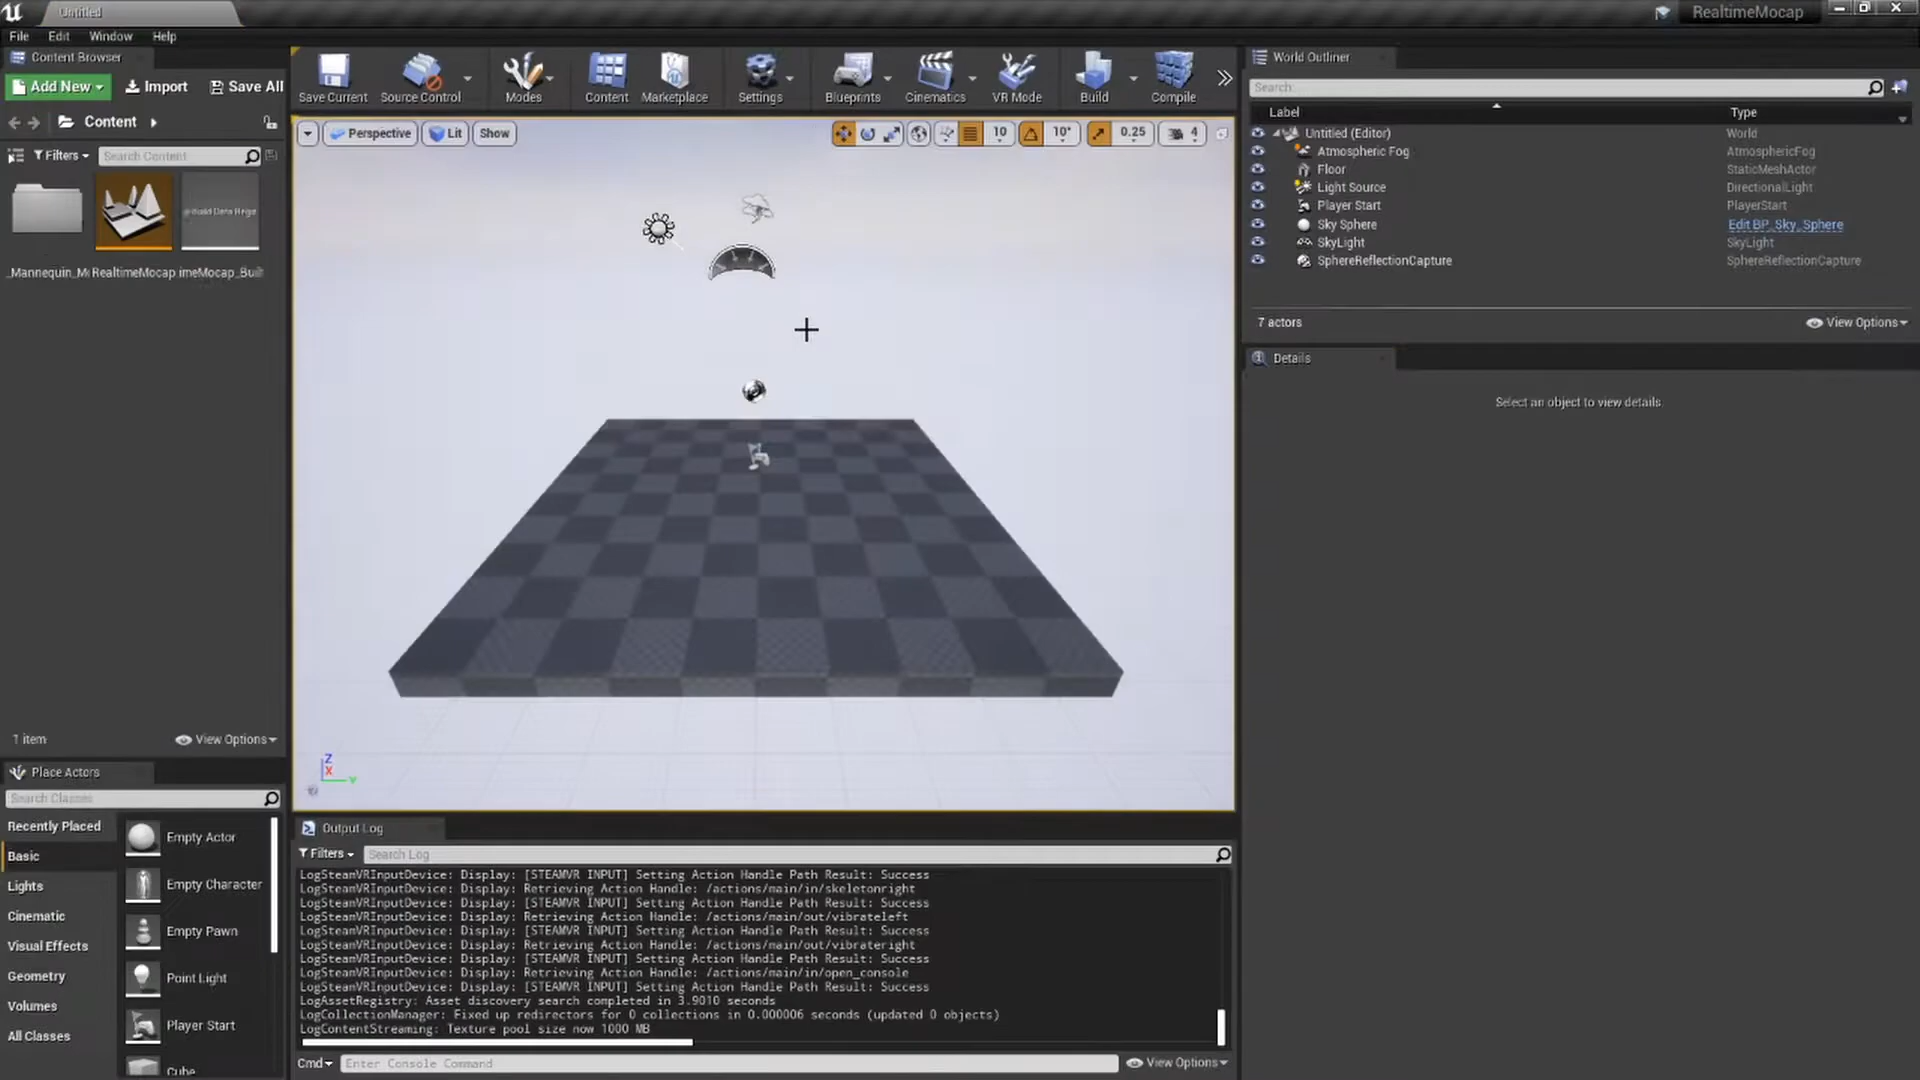 Untitled
RealtimeMocap
File Edit Window Help
Content Browser
Add New Import Save All
Content
Filters Search Content
_Mannequin_M RealtimeMocap imeMocap_Buil
1 item View Options
Place Actors
Search Classes
Recently Placed
Basic
Lights
Cinematic
Visual Effects
Geometry
Volumes
All Classes
Empty Actor
Empty Character
Empty Pawn
Point Light
Player Start
Cube
Save Current Source Control Modes Content Marketplace Settings Blueprints Cinematics VR Mode Build Compile
Perspective Lit Show 10 10° 0.25 4
Z
X
Y
Output Log
Filters Search Log
LogSteamVRInputDevice: Display: [STEAMVR INPUT] Setting Action Handle Path Result: Success
LogSteamVRInputDevice: Display: Retrieving Action Handle: /actions/main/in/skeletonright
LogSteamVRInputDevice: Display: [STEAMVR INPUT] Setting Action Handle Path Result: Success
LogSteamVRInputDevice: Display: Retrieving Action Handle: /actions/main/out/vibrateleft
LogSteamVRInputDevice: Display: [STEAMVR INPUT] Setting Action Handle Path Result: Success
LogSteamVRInputDevice: Display: Retrieving Action Handle: /actions/main/out/vibrateright
LogSteamVRInputDevice: Display: [STEAMVR INPUT] Setting Action Handle Path Result: Success
LogSteamVRInputDevice: Display: Retrieving Action Handle: /actions/main/in/open_console
LogSteamVRInputDevice: Display: [STEAMVR INPUT] Setting Action Handle Path Result: Success
LogAssetRegistry: Asset discovery search completed in 3.9010 seconds
LogCollectionManager: Fixed up redirectors for 0 collections in 0.000006 seconds (updated 0 objects)
LogContentStreaming: Texture pool size now 1000 MB
Cmd Enter Console Command View Options
World Outliner
Search
Label Type
Untitled (Editor) World
Atmospheric Fog AtmosphericFog
Floor StaticMeshActor
Light Source DirectionalLight
Player Start PlayerStart
Sky Sphere Edit BP_Sky_Sphere
SkyLight SkyLight
SphereReflectionCapture SphereReflectionCapture
7 actors View Options
Details
Select an object to view details.